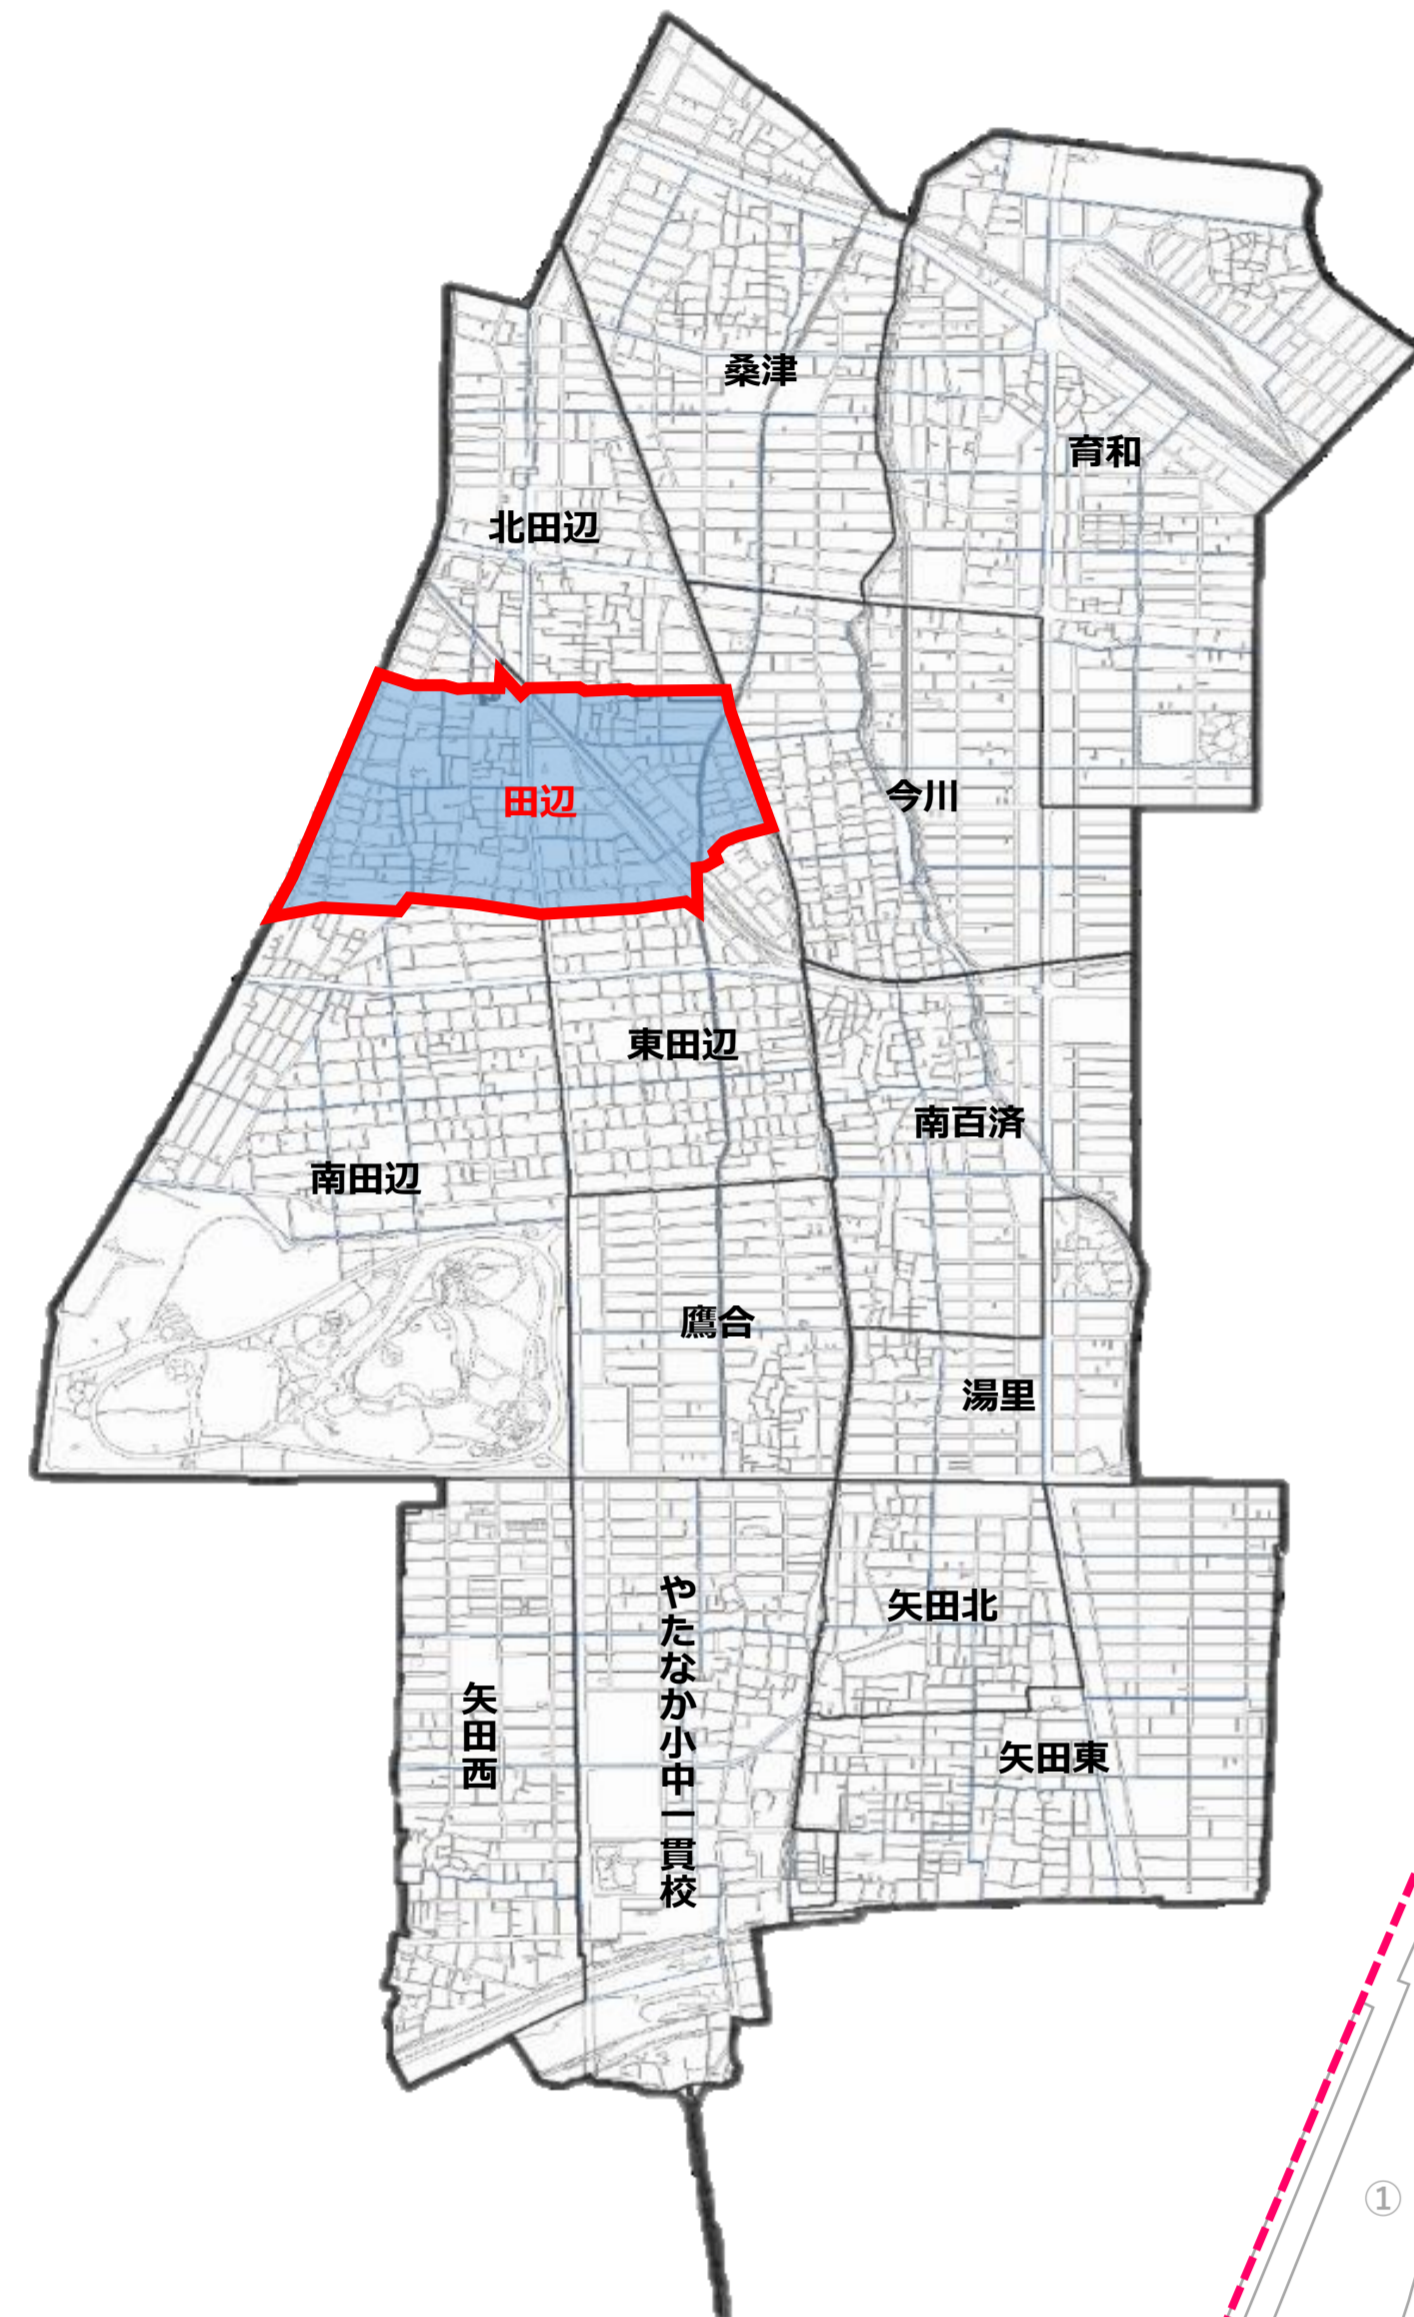 桑津
育和
北田辺
今川
田辺
東田辺
南百済
南田辺
鷹合
湯里
矢田北
やたなか小中一貫校
矢田西
矢田東
①